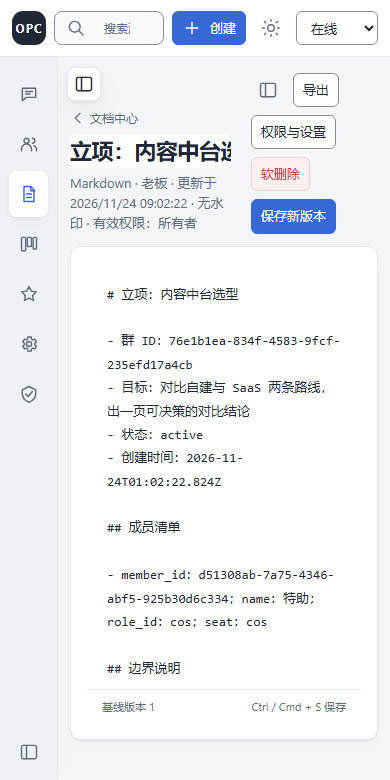 OPC
搜索
创建
在线
导出
文档中心
权限与设置
立项：内容中台
软删除
Markdown · 老板 · 更新于
2026/11/24 09:02:22 · 无水
印 · 有效权限：所有者
保存新版本
# 立项：内容中台选型
- 群 ID: 76e1b1ea-834f-4583-9fcf-
235efd17a4cb
- 目标：对比自建与 SaaS 两条路线，
出一页可决策的对比结论
- 状态：active
- 创建时间：2026-11-
24T01:02:22.824Z
## 成员清单
- member_id: d51308ab-7a75-4346-
abf5-925b30d6c334; name: 特助;
role_id: cos; seat: cos
## 边界说明
基线版本 1
Ctrl / Cmd + S 保存